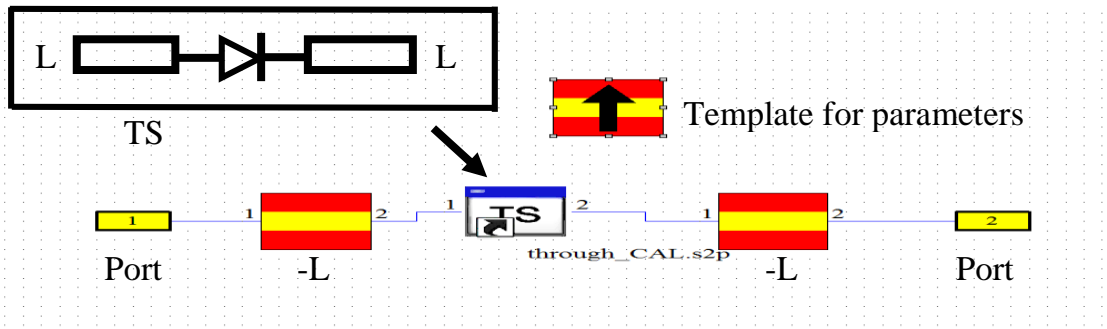 L L
TS
Template for parameters
1 1 2 1 TS 2 1 2 2
through_CAL.s2p
Port -L -L Port